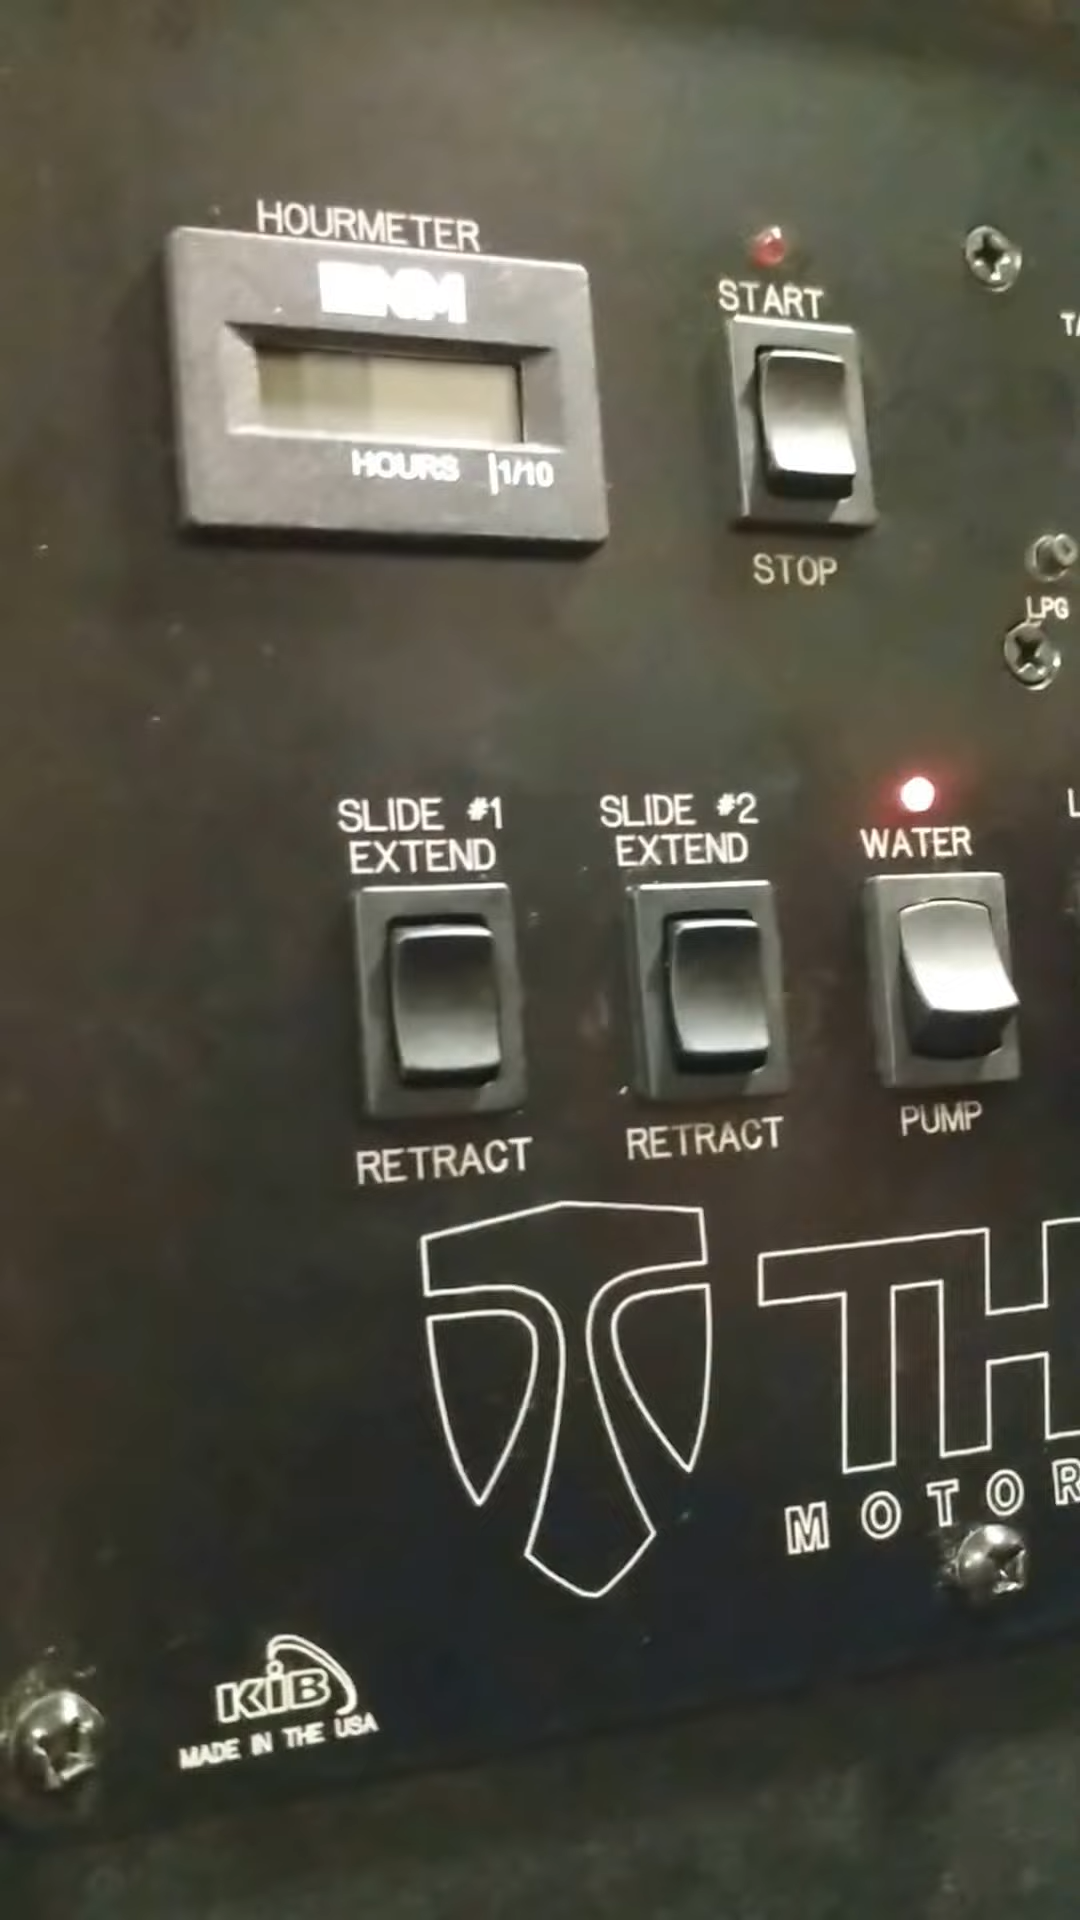 HOURMETER
ENM
HOURS 1/10
START
STOP
LPG
SLIDE #1
EXTEND
RETRACT
SLIDE #2
EXTEND
RETRACT
WATER
PUMP
TH
MOTOR
KIB
MADE IN THE USA